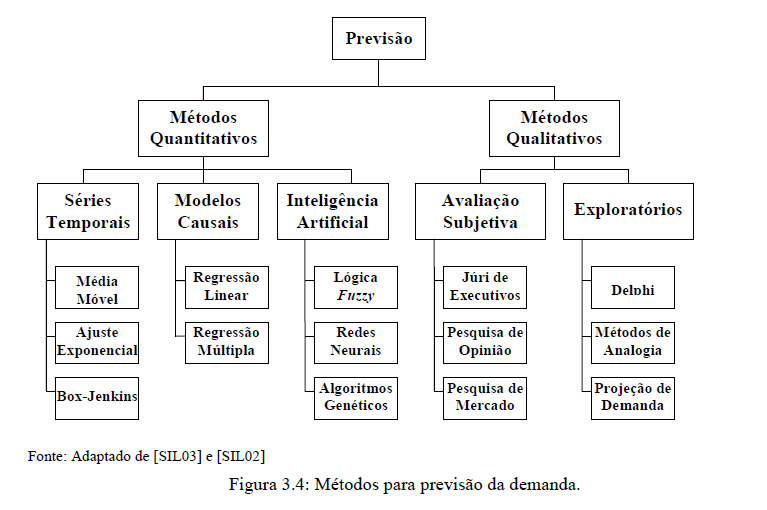 Previsão
Métodos
Quantitativos
Métodos
Qualitativos
Séries
Temporais
Modelos
Causais
Inteligência
Artificial
Avaliação
Subjetiva
Exploratórios
Média
Móvel
Regressão
Linear
Lógica
Fuzzy
Júri de
Executivos
Delphi
Ajuste
Exponencial
Regressão
Múltipla
Redes
Neurais
Pesquisa de
Opinião
Métodos de
Analogia
Box-Jenkins
Algoritmos
Genéticos
Pesquisa de
Mercado
Projeção de
Demanda
Fonte: Adaptado de [SIL03] e [SIL02]
Figura 3.4: Métodos para previsão da demanda.